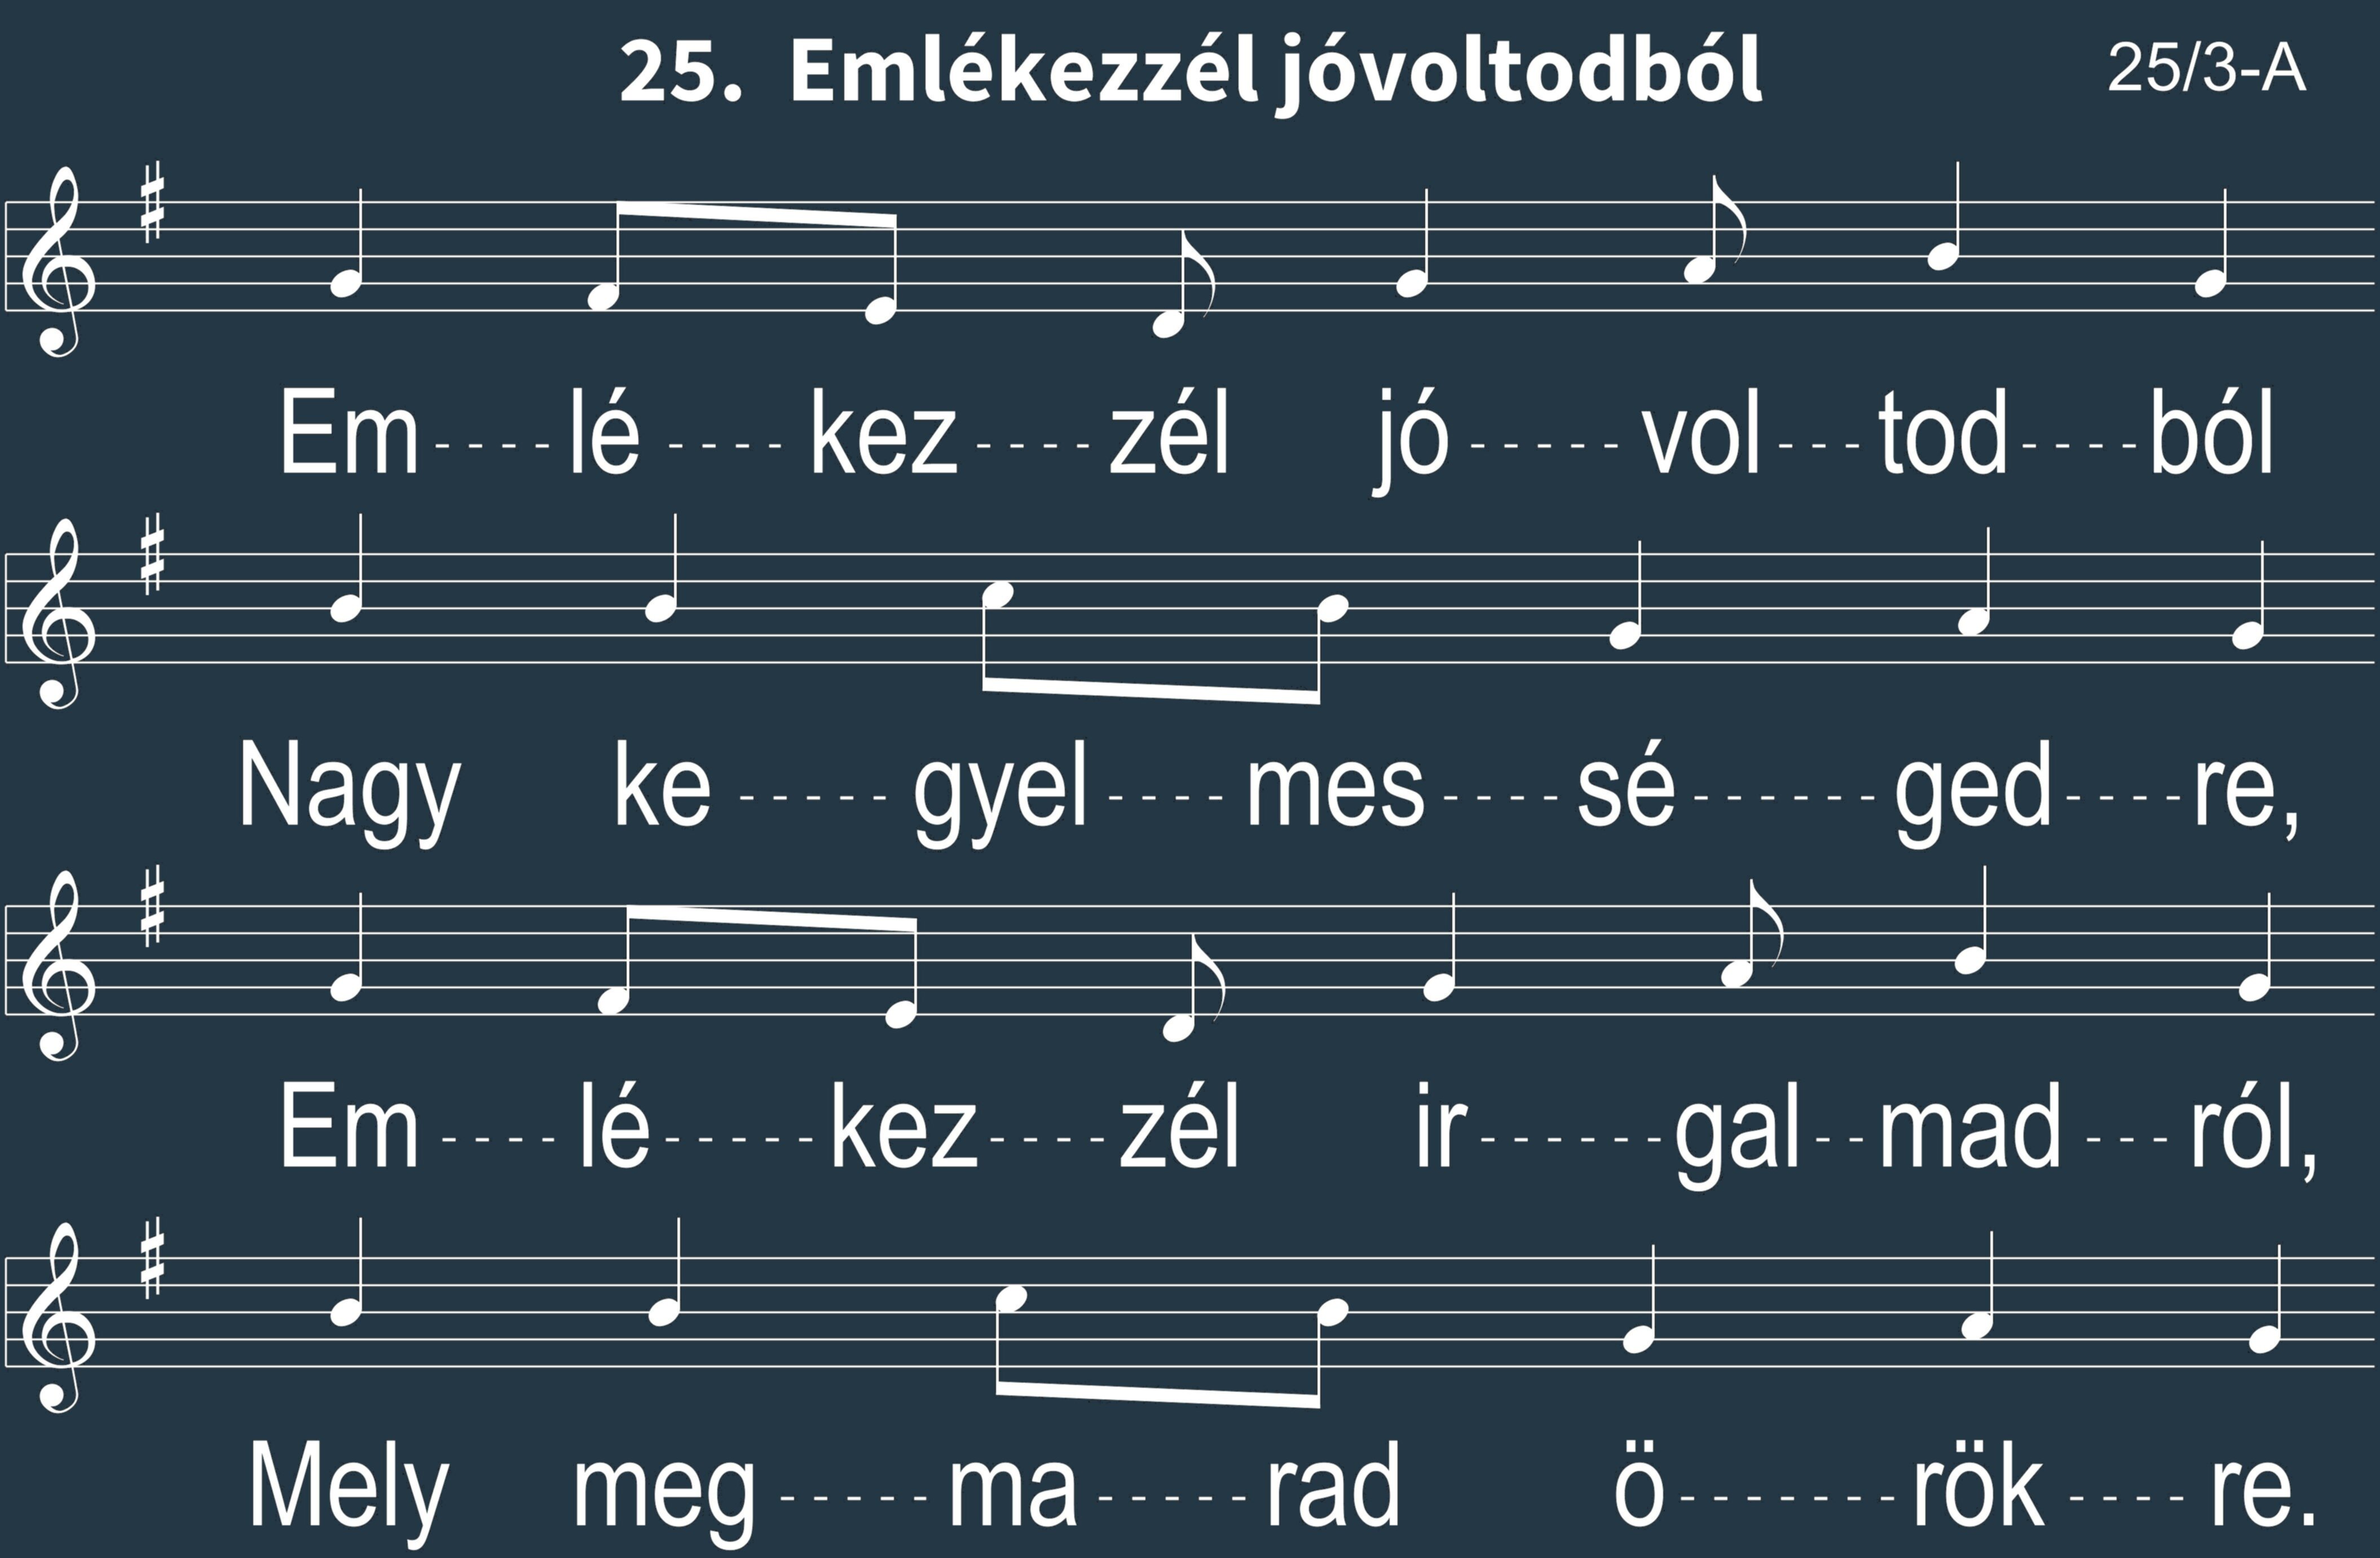 25. Emlékezzél jóvoltodból 25/3-A
Em----lé----kez----zél jó-----vol---tod----ból
Nagy ke-----gyel----mes----sé------ged----re,
Em----lé-----kez----zél ir------gal--mad---ról,
Mely meg-----ma-----rad ö-------rök----re.